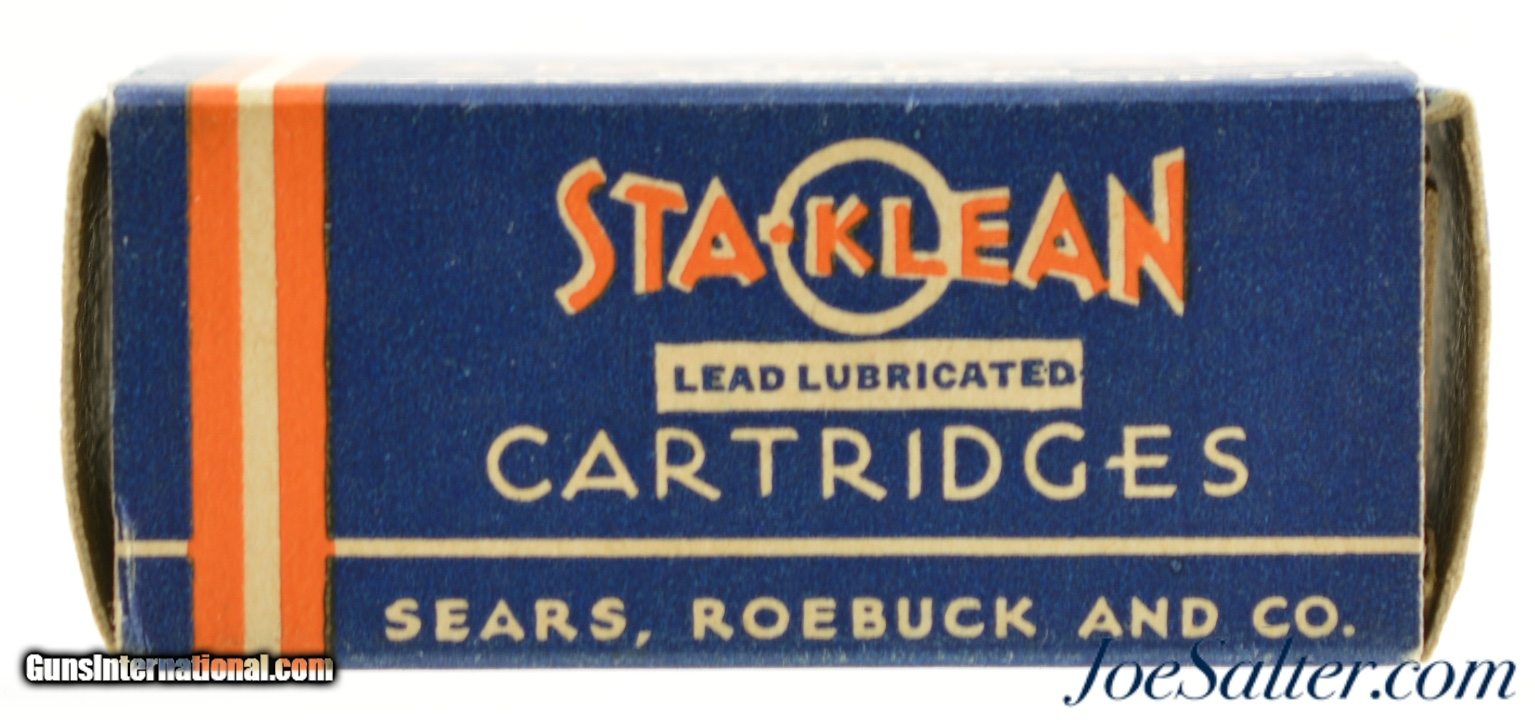 STA·KLEAN
LEAD LUBRICATED
CARTRIDGES
SEARS, ROEBUCK AND CO.
GunsInternational.com
JoeSalter.com